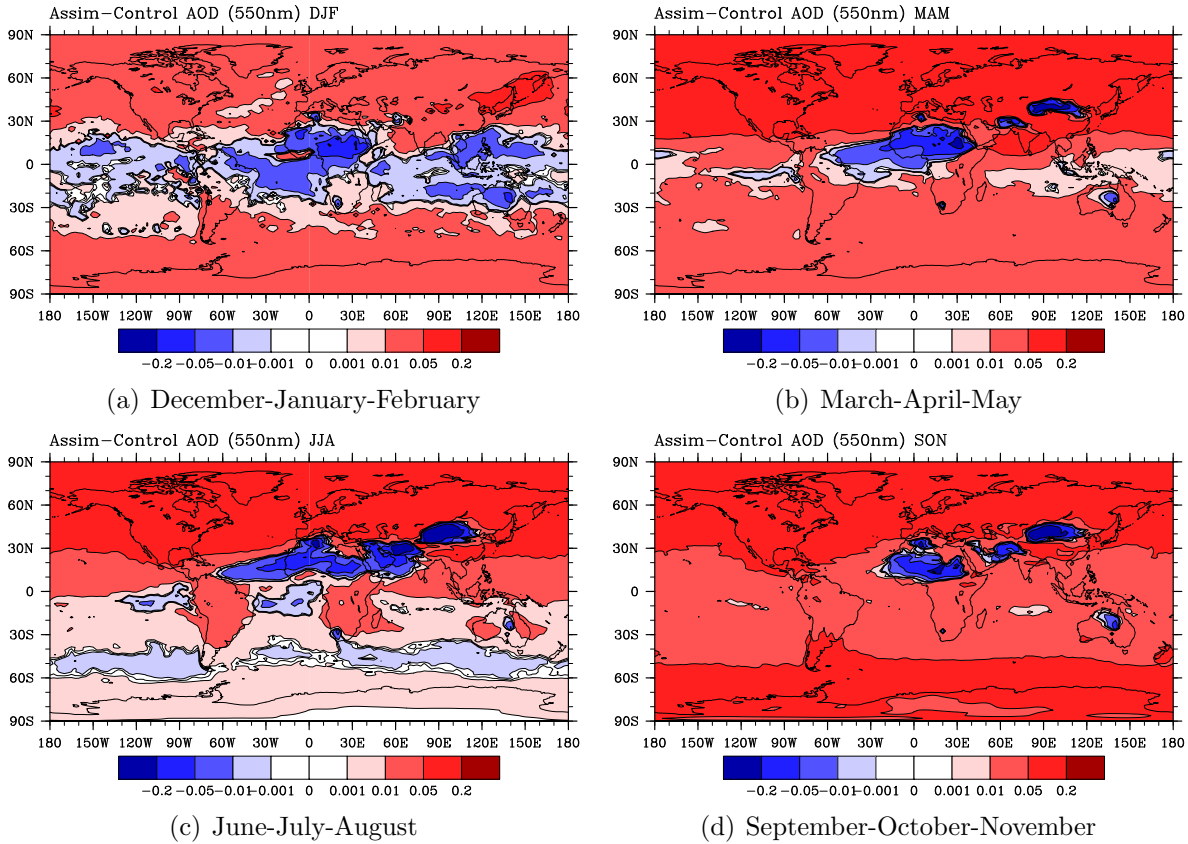 Assim−Control AOD (550nm) DJF
90N
60N
30N
0
30S
60S
90S
180 150W 120W 90W 60W 30W 0 30E 60E 90E 120E 150E 180
−0.2 −0.05 −0.01 −0.001 0 0.001 0.01 0.05 0.2
(a) December-January-February
Assim−Control AOD (550nm) MAM
90N
60N
30N
0
30S
60S
90S
180 150W 120W 90W 60W 30W 0 30E 60E 90E 120E 150E 180
−0.2 −0.05 −0.01 −0.001 0 0.001 0.01 0.05 0.2
(b) March-April-May
Assim−Control AOD (550nm) JJA
90N
60N
30N
0
30S
60S
90S
180 150W 120W 90W 60W 30W 0 30E 60E 90E 120E 150E 180
−0.2 −0.05 −0.01 −0.001 0 0.001 0.01 0.05 0.2
(c) June-July-August
Assim−Control AOD (550nm) SON
90N
60N
30N
0
30S
60S
90S
180 150W 120W 90W 60W 30W 0 30E 60E 90E 120E 150E 180
−0.2 −0.05 −0.01 −0.001 0 0.001 0.01 0.05 0.2
(d) September-October-November